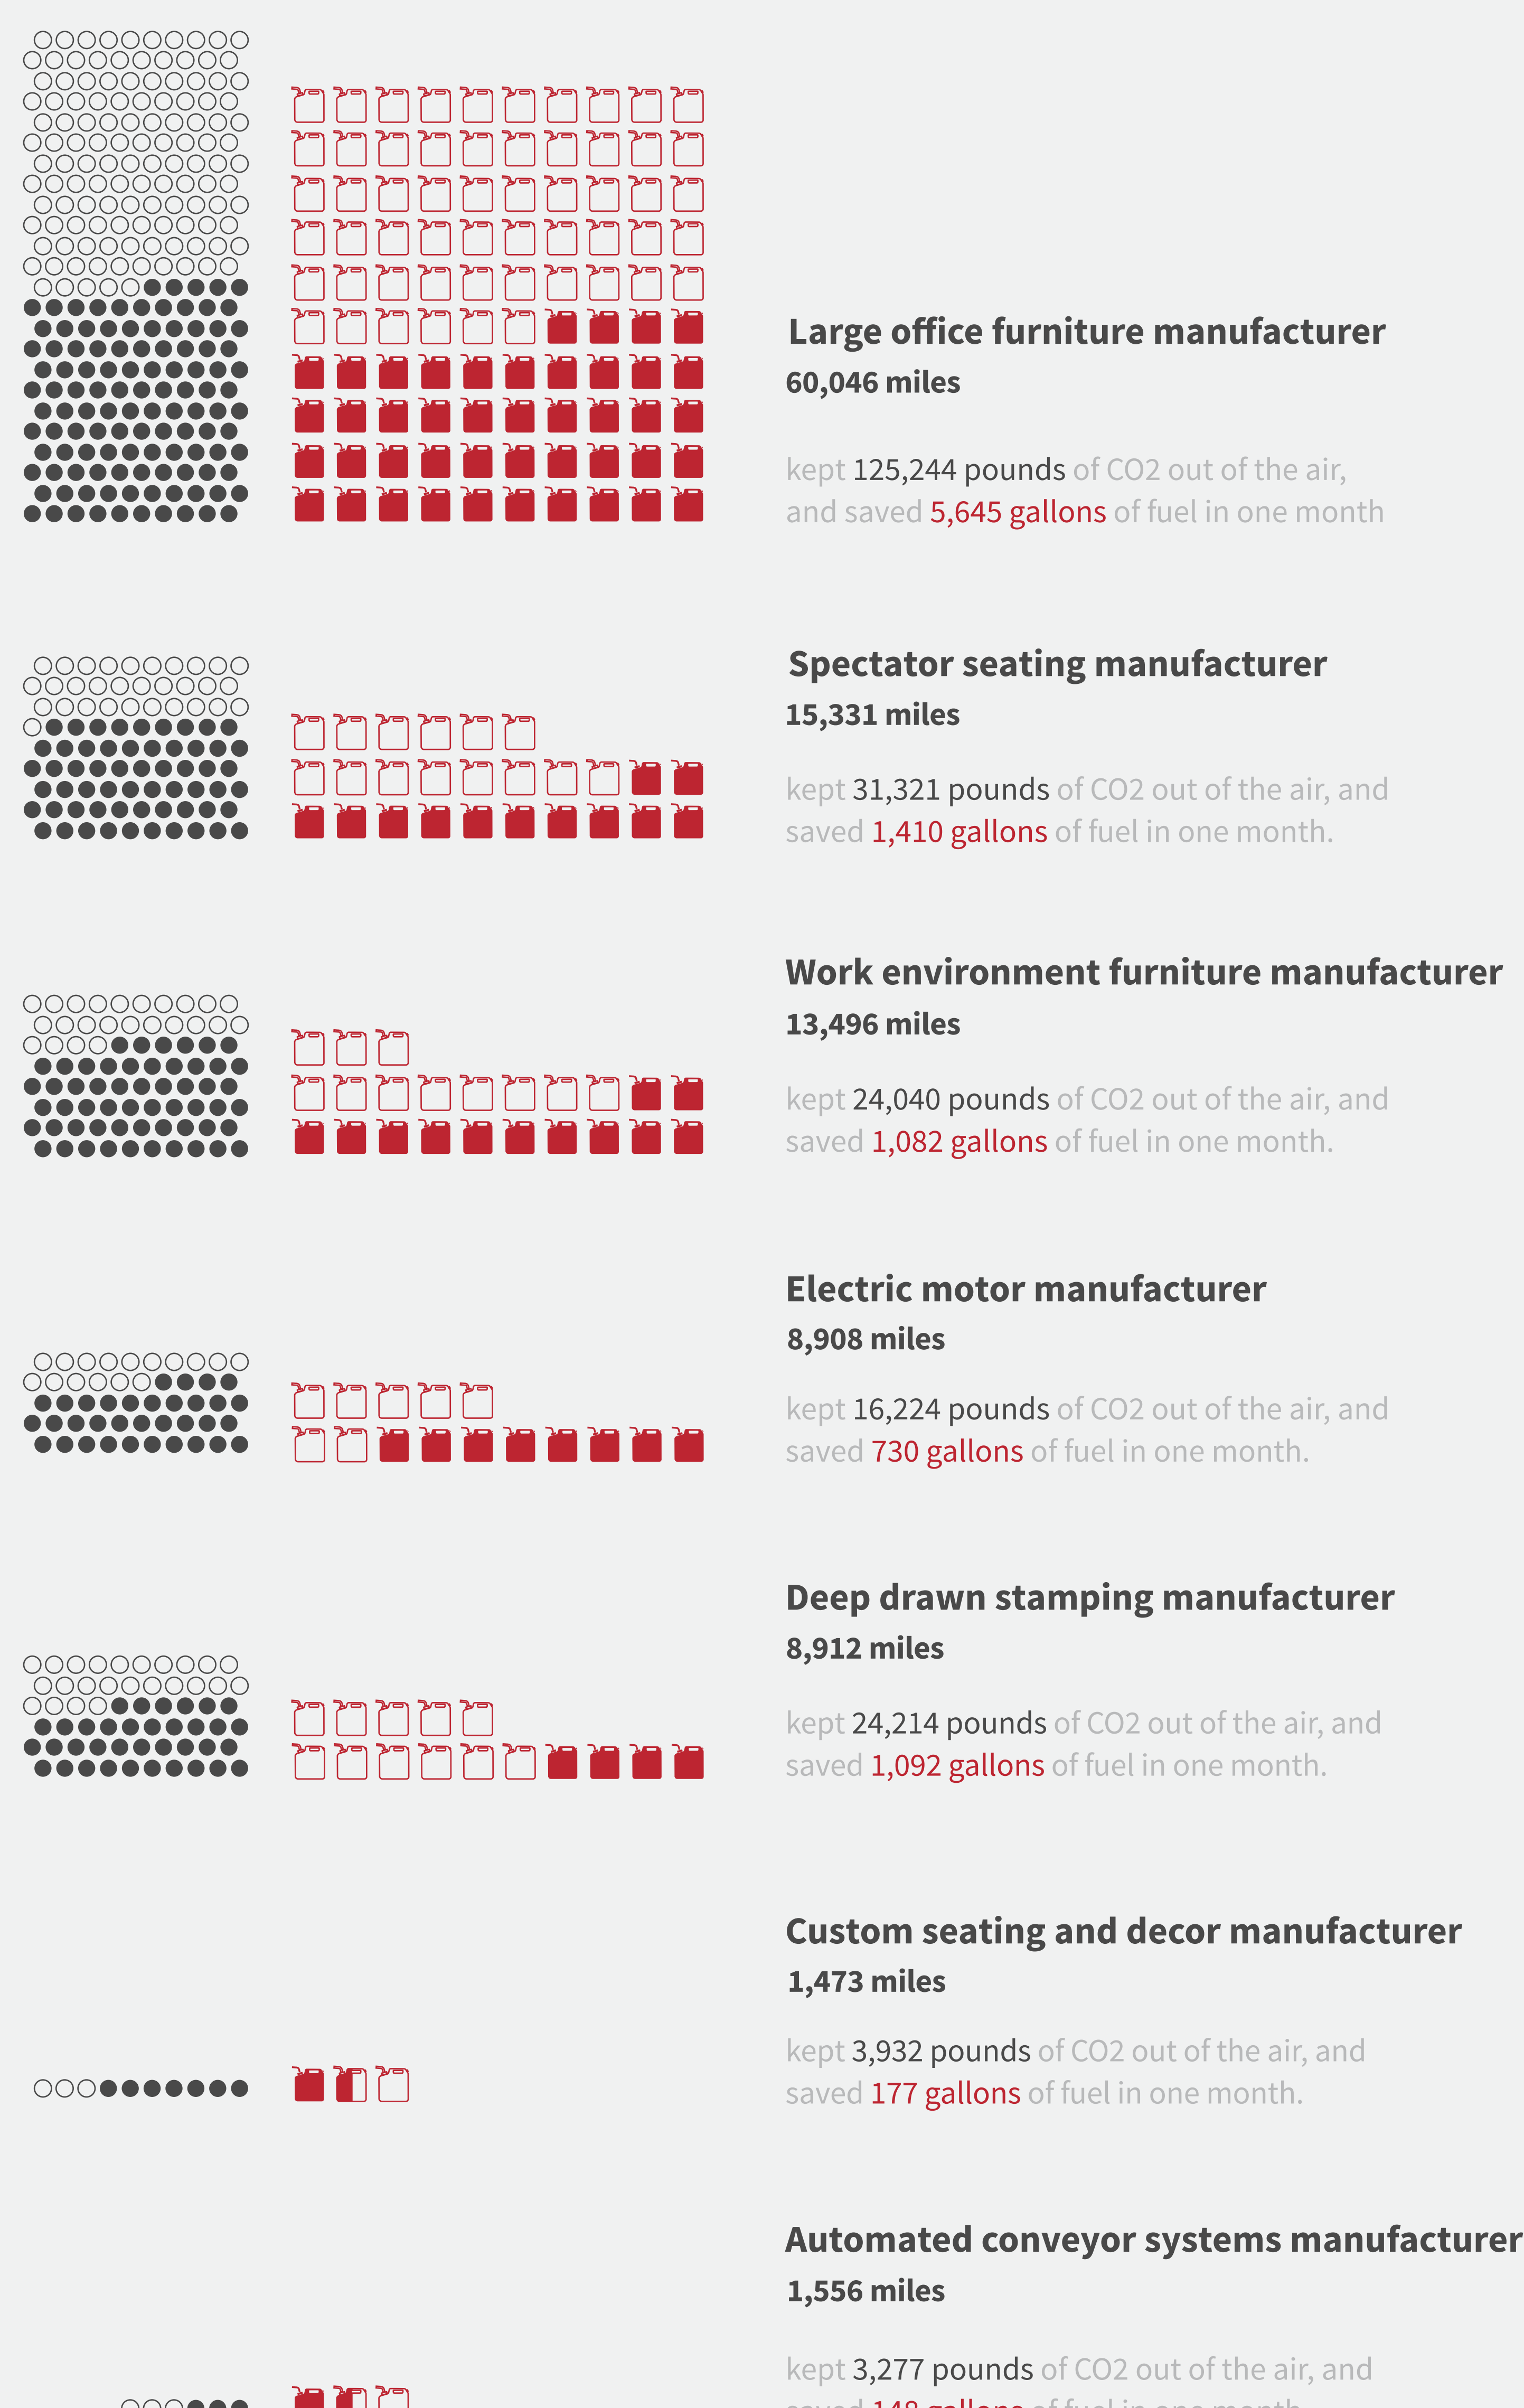 Large office furniture manufacturer
60,046 miles
kept 125,244 pounds of CO2 out of the air,
and saved 5,645 gallons of fuel in one month
Spectator seating manufacturer
15,331 miles
kept 31,321 pounds of CO2 out of the air, and
saved 1,410 gallons of fuel in one month.
Work environment furniture manufacturer
13,496 miles
kept 24,040 pounds of CO2 out of the air, and
saved 1,082 gallons of fuel in one month.
Electric motor manufacturer
8,908 miles
kept 16,224 pounds of CO2 out of the air, and
saved 730 gallons of fuel in one month.
Deep drawn stamping manufacturer
8,912 miles
kept 24,214 pounds of CO2 out of the air, and
saved 1,092 gallons of fuel in one month.
Custom seating and decor manufacturer
1,473 miles
kept 3,932 pounds of CO2 out of the air, and
saved 177 gallons of fuel in one month.
Automated conveyor systems manufacturer
1,556 miles
kept 3,277 pounds of CO2 out of the air, and